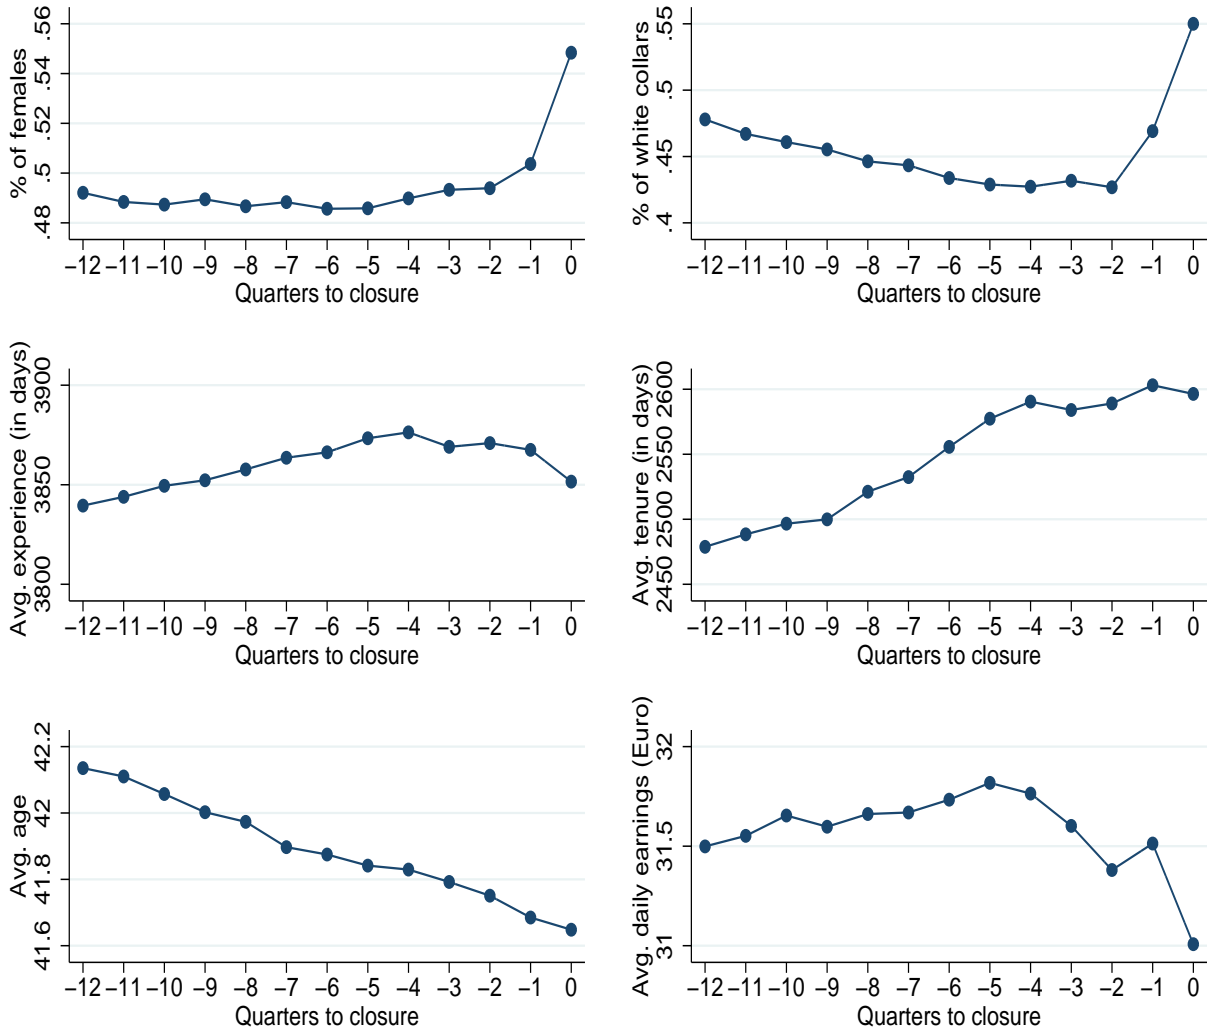 % of females
.56
.54
.52
.5
.48
−12 −11 −10 −9 −8 −7 −6 −5 −4 −3 −2 −1 0
Quarters to closure
% of white collars
.55
.5
.45
.4
−12 −11 −10 −9 −8 −7 −6 −5 −4 −3 −2 −1 0
Quarters to closure
Avg. experience (in days)
3900
3850
3800
−12 −11 −10 −9 −8 −7 −6 −5 −4 −3 −2 −1 0
Quarters to closure
Avg. tenure (in days)
2600
2550
2500
2450
−12 −11 −10 −9 −8 −7 −6 −5 −4 −3 −2 −1 0
Quarters to closure
Avg. age
42.2
42
41.8
41.6
−12 −11 −10 −9 −8 −7 −6 −5 −4 −3 −2 −1 0
Quarters to closure
Avg. daily earnings (Euro)
32
31.5
31
−12 −11 −10 −9 −8 −7 −6 −5 −4 −3 −2 −1 0
Quarters to closure